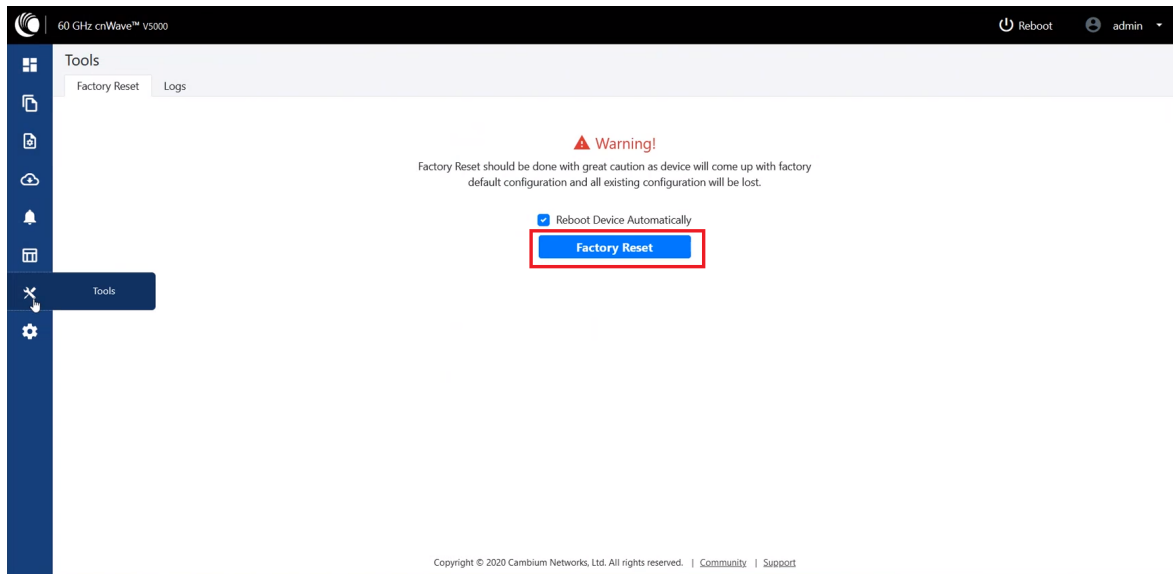 60 GHz cnWave™ V5000
Reboot
admin
Tools
Factory Reset
Logs
Warning!
Factory Reset should be done with great caution as device will come up with factory
default configuration and all existing configuration will be lost.
Reboot Device Automatically
Factory Reset
Tools
Copyright © 2020 Cambium Networks, Ltd. All rights reserved. | Community | Support